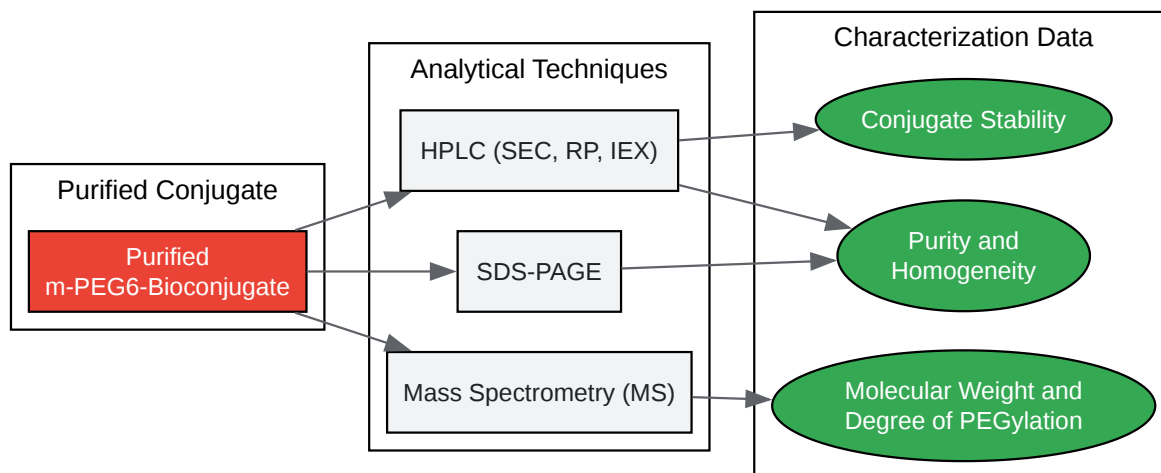 Purified Conjugate
Purified
m-PEG6-Bioconjugate
Analytical Techniques
HPLC (SEC, RP, IEX)
SDS-PAGE
Mass Spectrometry (MS)
Characterization Data
Conjugate Stability
Purity and
Homogeneity
Molecular Weight and
Degree of PEGylation